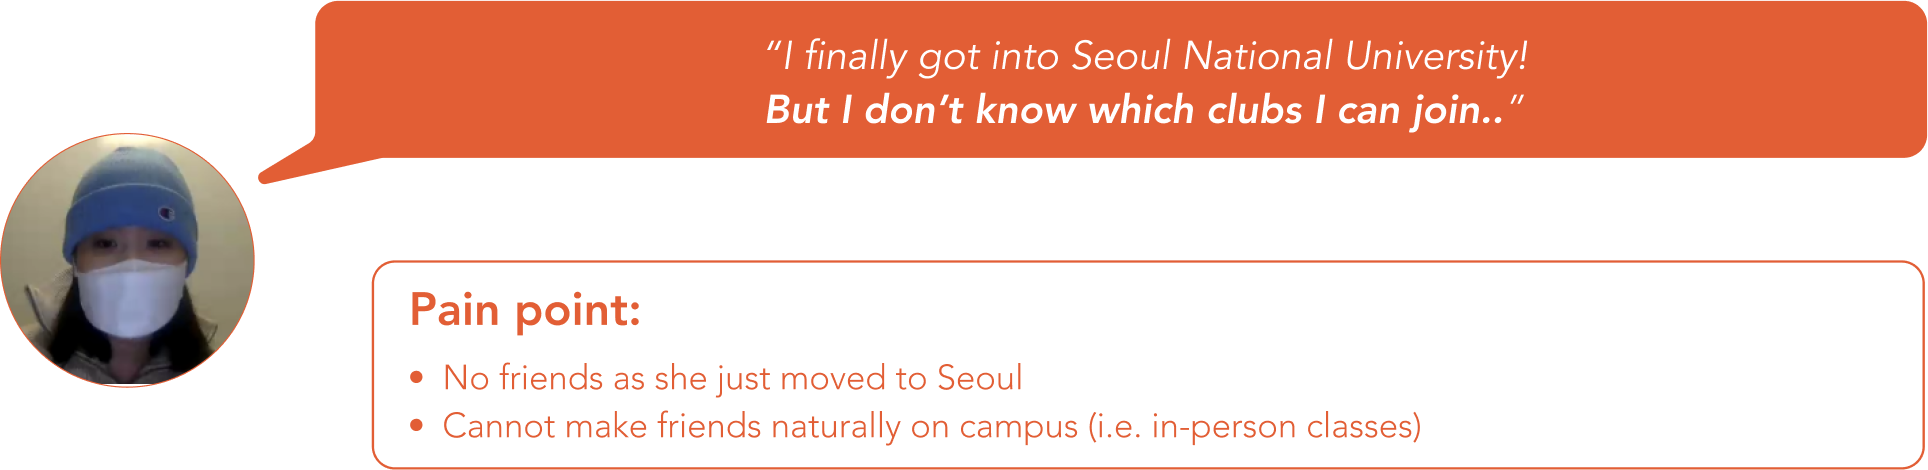 “I finally got into Seoul National University!
But I don’t know which clubs I can join..”
Pain point:
• No friends as she just moved to Seoul
• Cannot make friends naturally on campus (i.e. in-person classes)